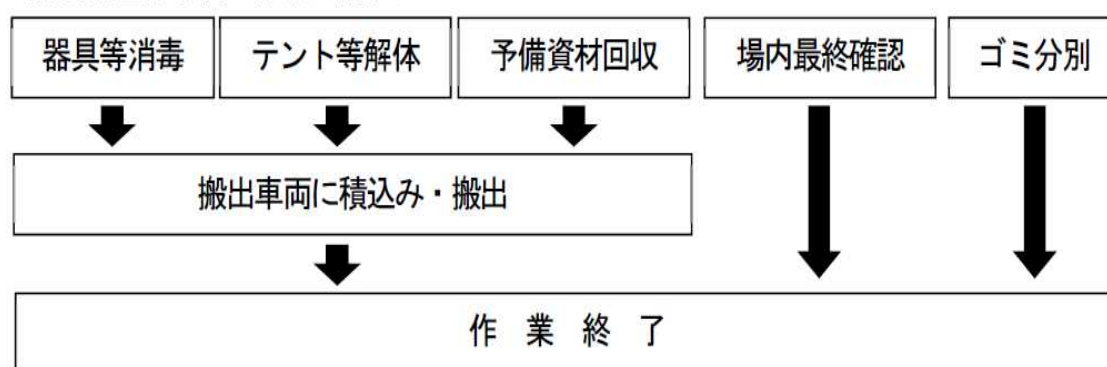 器具等消毒
テント等解体
予備資材回収
場内最終確認
ゴミ分別
搬出車両に積込み・搬出
作 業 終 了